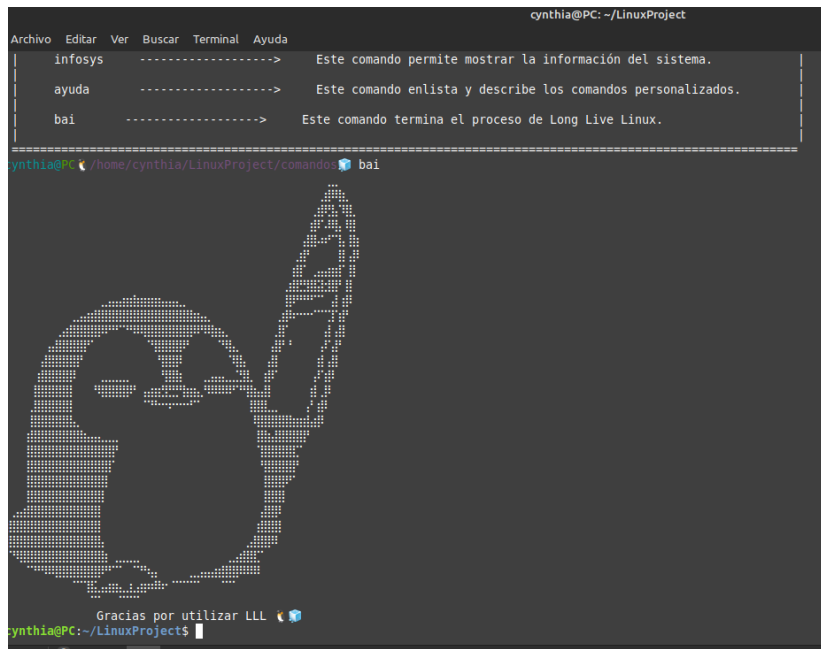 cynthia@PC: ~/LinuxProject
Archivo Editar Ver Buscar Terminal Ayuda
| infosys -------------------> Este comando permite mostrar la información del sistema. |
| ayuda -------------------> Este comando enlista y describe los comandos personalizados. |
| bai -------------------> Este comando termina el proceso de Long Live Linux. |
cynthia@PC🐧/home/cynthia/LinuxProject/comandos🧊 bai
Gracias por utilizar LLL 🐧🧊
cynthia@PC:~/LinuxProject$